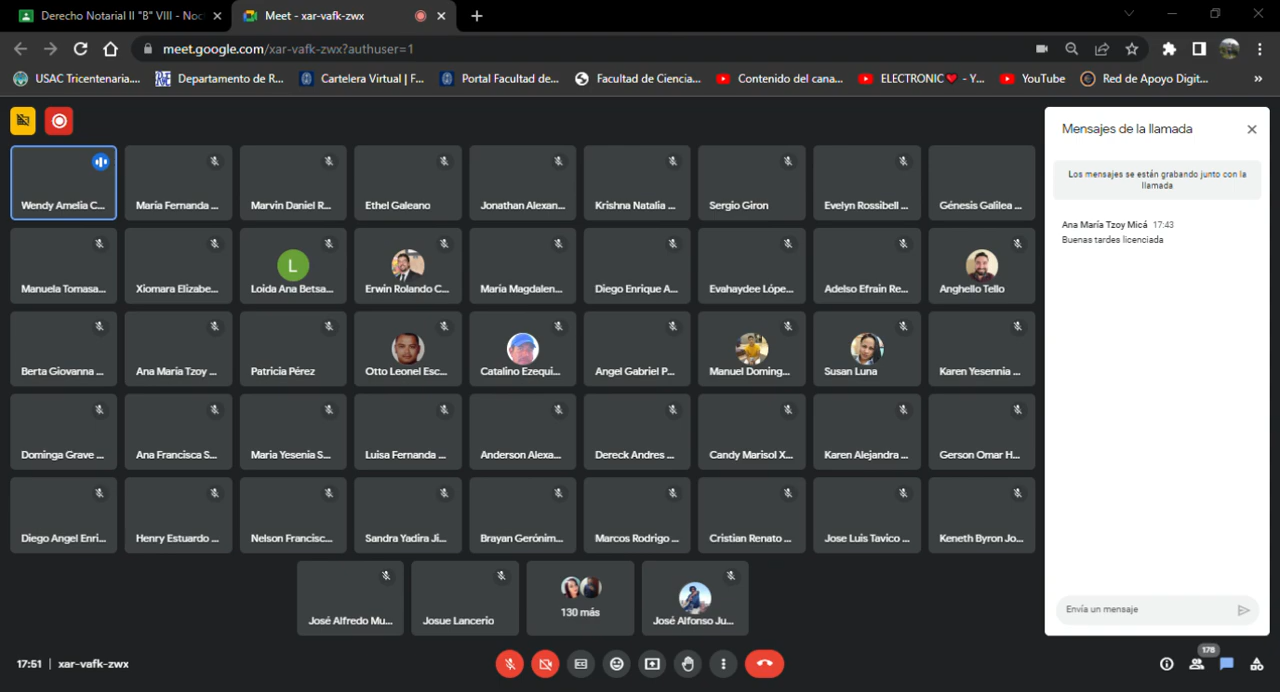 Derecho Notarial II "B" VIII - Noc
Meet - xar-vafk-zwx
meet.google.com/xar-vafk-zwx?authuser=1
USAC Tricentenaria...
Departamento de R...
Cartelera Virtual | F...
Portal Facultad de...
Facultad de Ciencia...
Contenido del cana...
ELECTRONIC❤ - Y...
YouTube
Red de Apoyo Digit...
»
Mensajes de la llamada
Los mensajes se están grabando junto con la
llamada
Ana María Tzoy Micá 17:43
Buenas tardes licenciada
Wendy Amelia C...
María Fernanda ...
Marvin Daniel R...
Ethel Galeano
Jonathan Alexan...
Krishna Natalia ...
Sergio Giron
Evelyn Rossibell ...
Génesis Galilea ...
Manuela Tomasa...
Xiomara Elizabe...
L
Loida Ana Betsa...
Erwin Rolando C...
María Magdalen...
Diego Enrique A...
Evahaydee Lópe...
Adelso Efrain Re...
Anghello Tello
Berta Giovanna ...
Ana María Tzoy ...
Patricia Pérez
Otto Leonel Esc...
Catalino Ezequi...
Angel Gabriel P...
Manuel Doming...
Susan Luna
Karen Yesennia ...
Dominga Grave ...
Ana Francisca S...
Maria Yesenia S...
Luisa Fernanda ...
Anderson Alexa...
Dereck Andres ...
Candy Marisol X...
Karen Alejandra ...
Gerson Omar H...
Diego Angel Enri...
Henry Estuardo ...
Nelson Francisc...
Sandra Yadira Ji...
Brayan Gerónim...
Marcos Rodrigo ...
Cristian Renato ...
Jose Luis Tavico ...
Keneth Byron Jo...
José Alfredo Mu...
Josue Lancerio
130 más
José Alfonso Ju...
Envía un mensaje
17:51 | xar-vafk-zwx
178